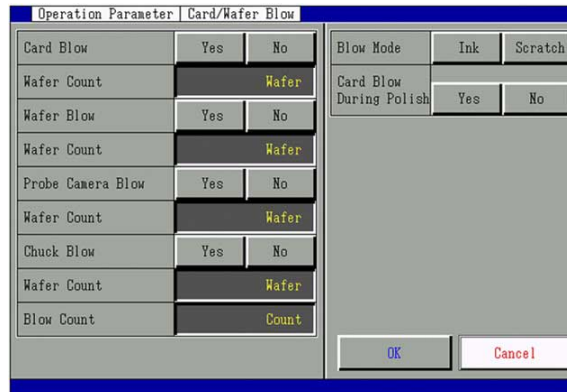 Operation Parameter Card/Wafer Blow
Card Blow Yes No
Wafer Count Wafer
Wafer Blow Yes No
Wafer Count Wafer
Probe Camera Blow Yes No
Wafer Count Wafer
Chuck Blow Yes No
Wafer Count Wafer
Blow Count Count
Blow Mode Ink Scratch
Card Blow
During Polish Yes No
OK Cancel